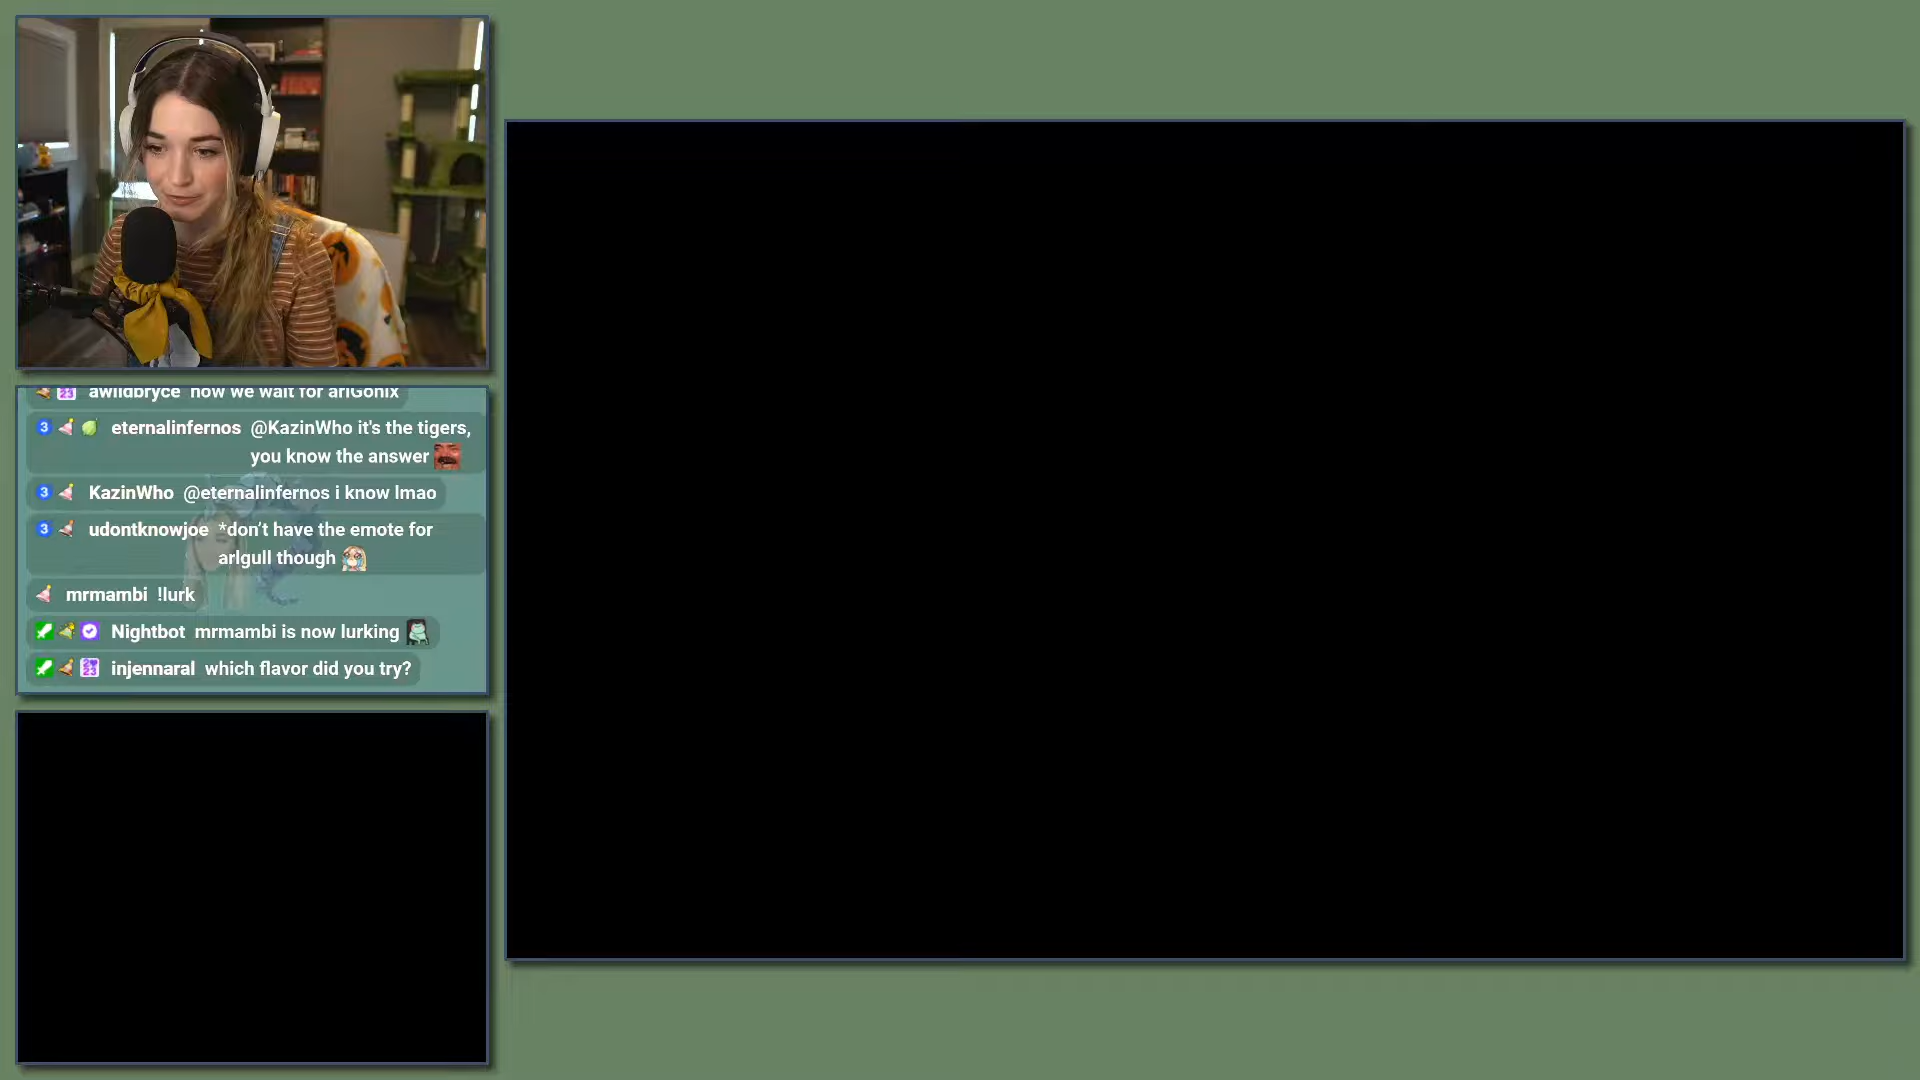 awildbryce now we wait for arlGonix
eternalinfernos @KazinWho it's the tigers,
you know the answer
KazinWho @eternalinfernos i know lmao
udontknowjoe *don't have the emote for
arlgull though
mrmambi !lurk
Nightbot mrmambi is now lurking
injennaral which flavor did you try?